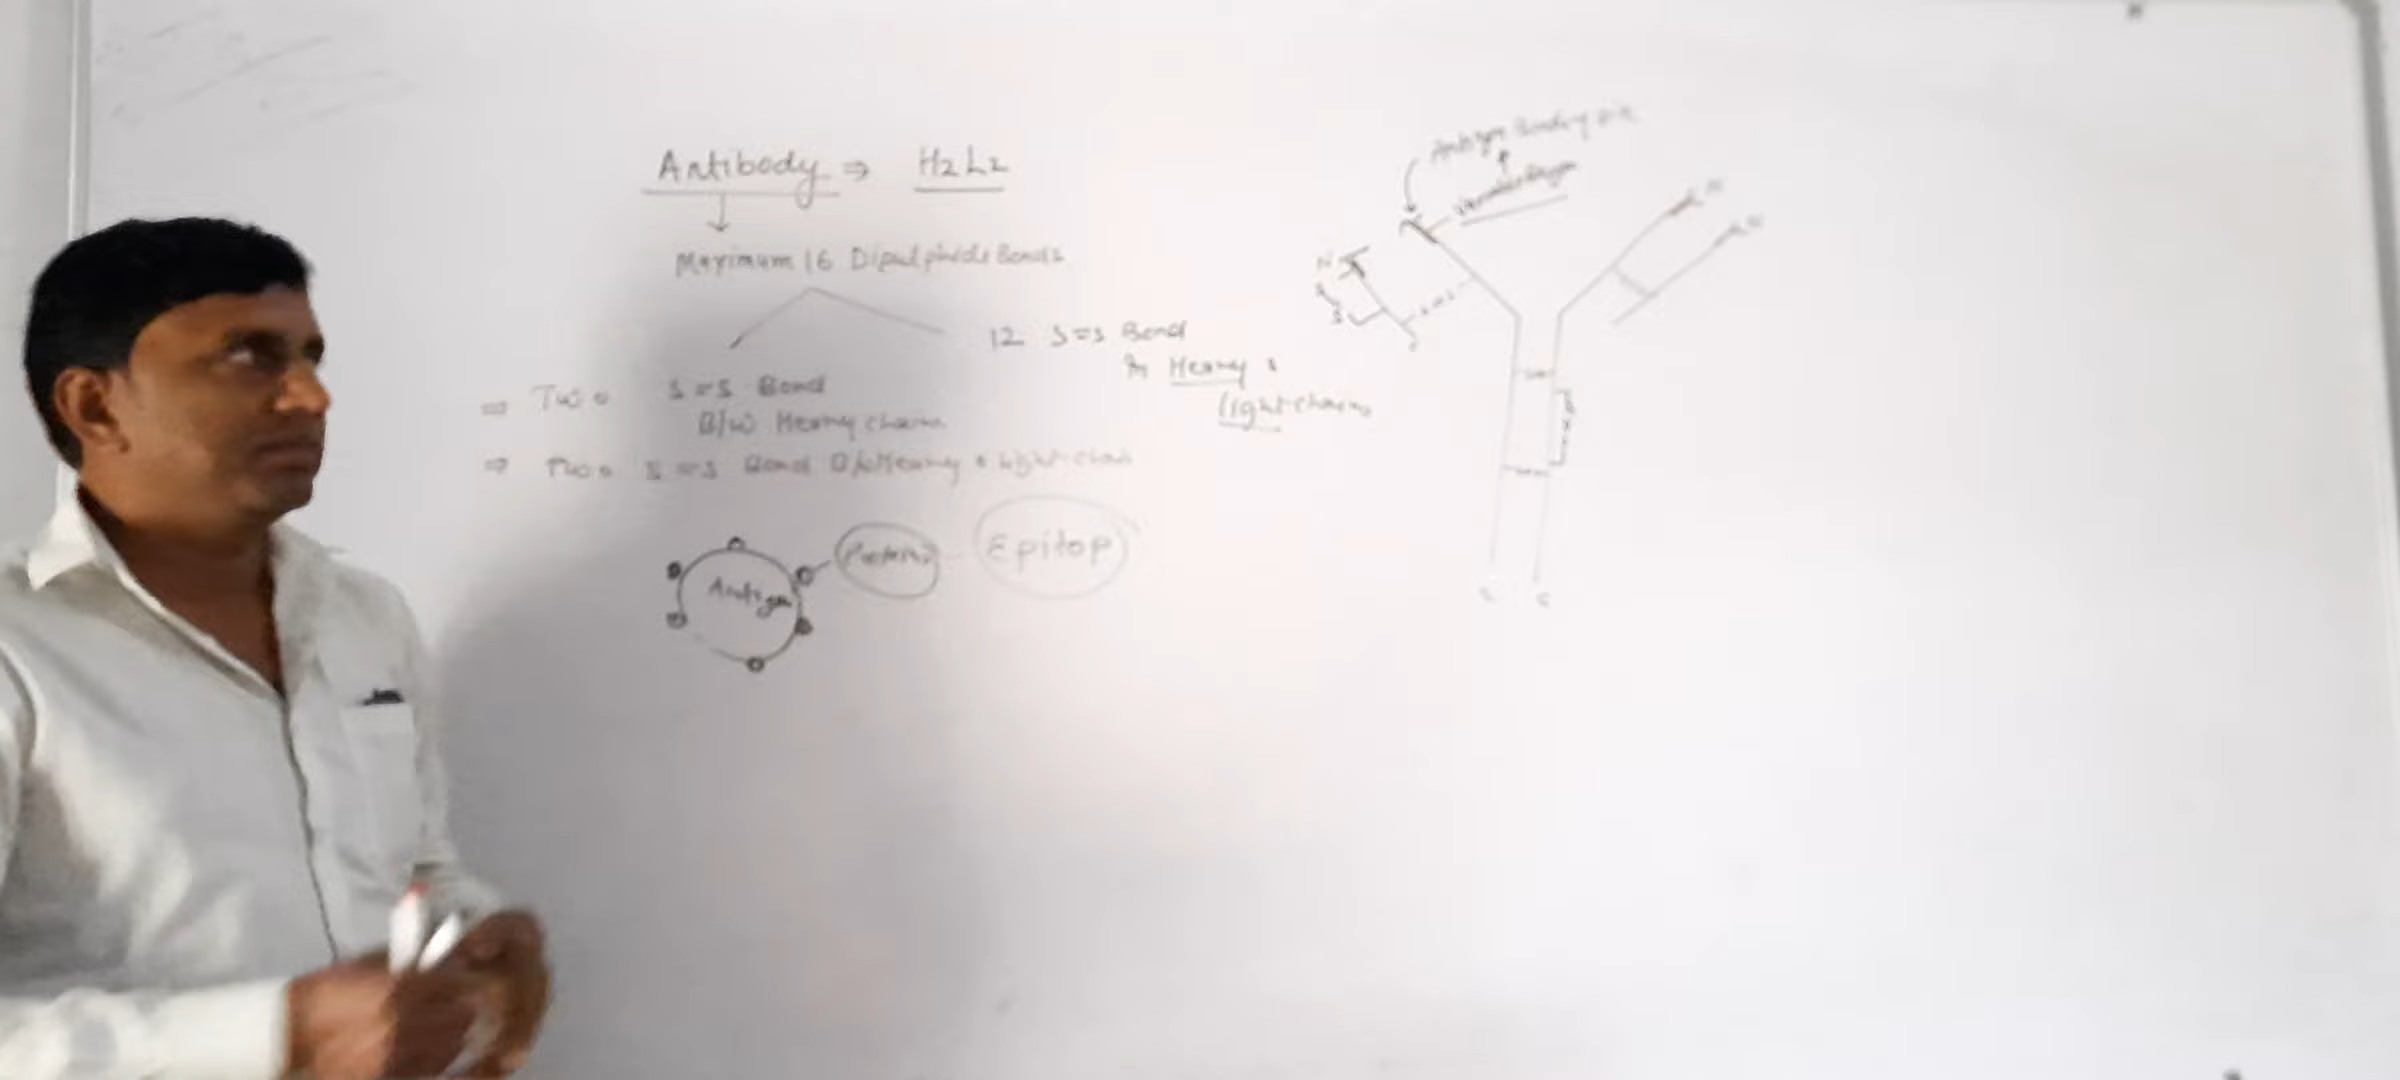 Antibody ⇒ H2L2
Maximum 16 Disulphide Bonds
12 S=S Bond
in Heavy &
light chains
⇒ Two S=S Bond
B/w Heavy chains
⇒ Two S=S Bond B/w Heavy & light chain
Antigen
Proteins
Epitop
Antigen Binding site
Variable Region
N
S
S
C
N
N
C
C